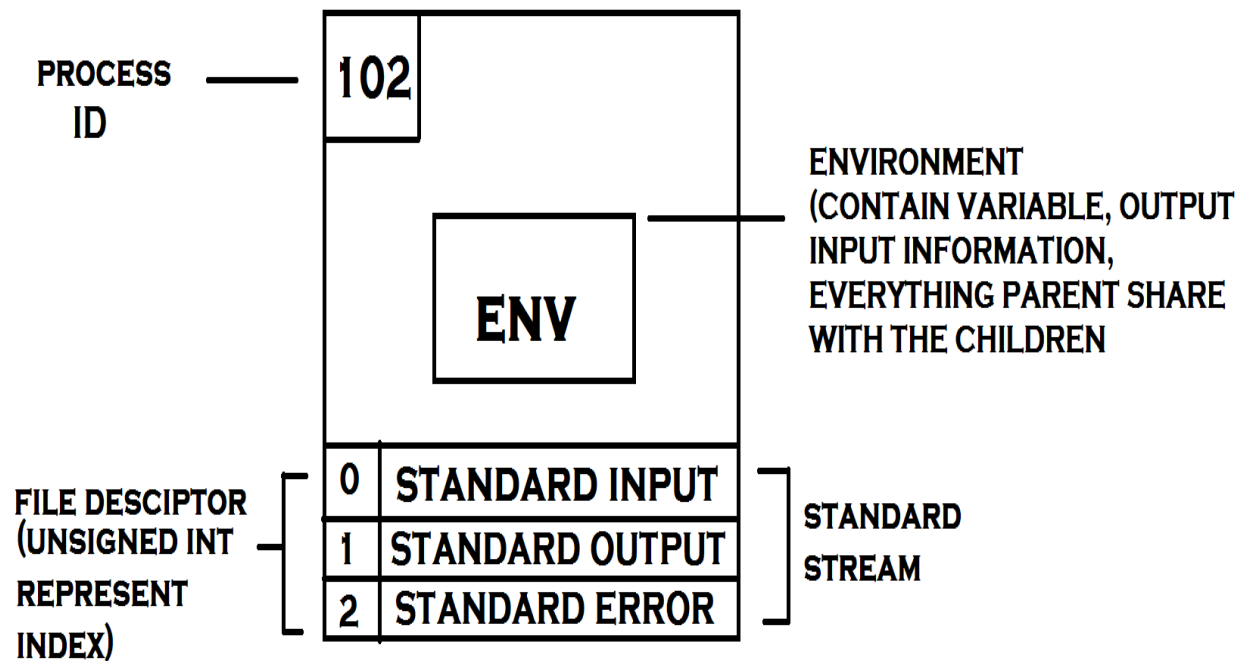 PROCESS
ID
102
ENVIRONMENT
(CONTAIN VARIABLE, OUTPUT
INPUT INFORMATION,
EVERYTHING PARENT SHARE
WITH THE CHILDREN
ENV
FILE DESCIPTOR
(UNSIGNED INT
REPRESENT
INDEX)
0 STANDARD INPUT
1 STANDARD OUTPUT
2 STANDARD ERROR
STANDARD
STREAM